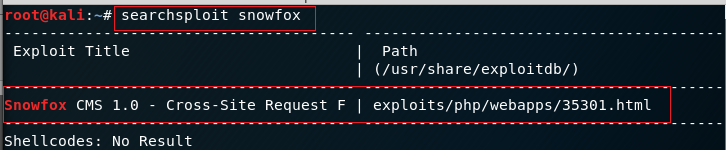 root@kali:~# searchsploit snowfox
--------------------------------------- ----------------------------------------
Exploit Title | Path
| (/usr/share/exploitdb/)
--------------------------------------- ----------------------------------------
Snowfox CMS 1.0 - Cross-Site Request F | exploits/php/webapps/35301.html
--------------------------------------- ----------------------------------------
Shellcodes: No Result